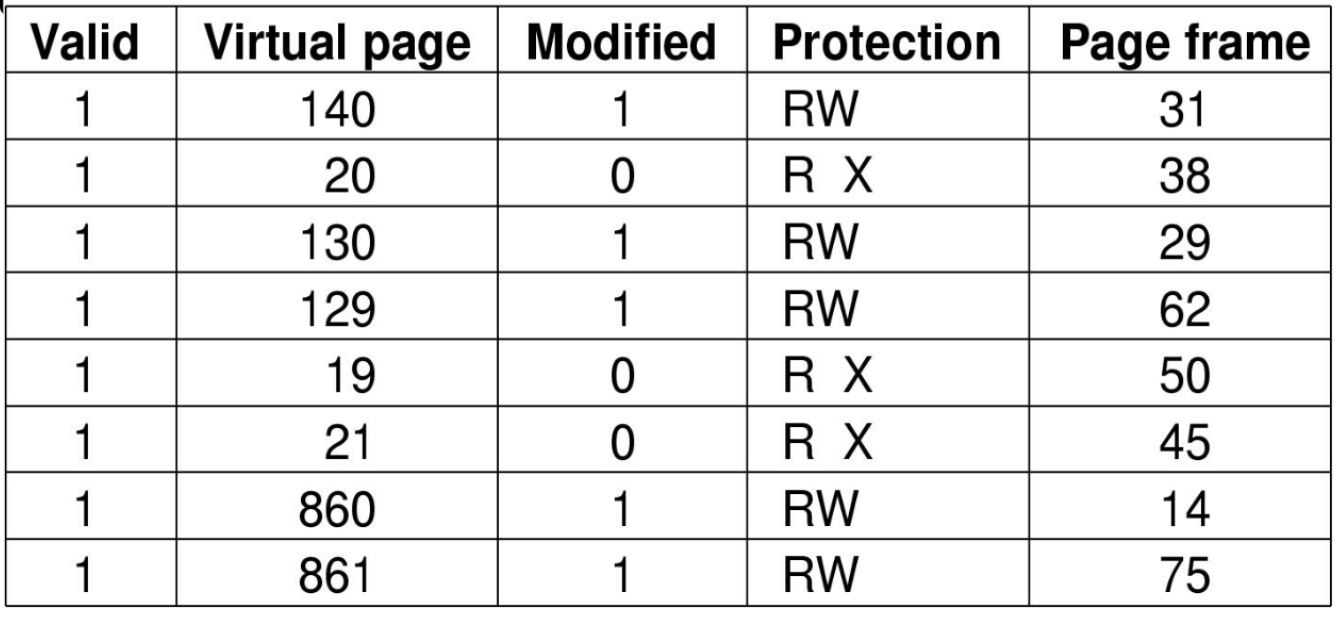 Valid Virtual page Modified Protection Page frame
1 140 1 RW 31
1 20 0 R X 38
1 130 1 RW 29
1 129 1 RW 62
1 19 0 R X 50
1 21 0 R X 45
1 860 1 RW 14
1 861 1 RW 75